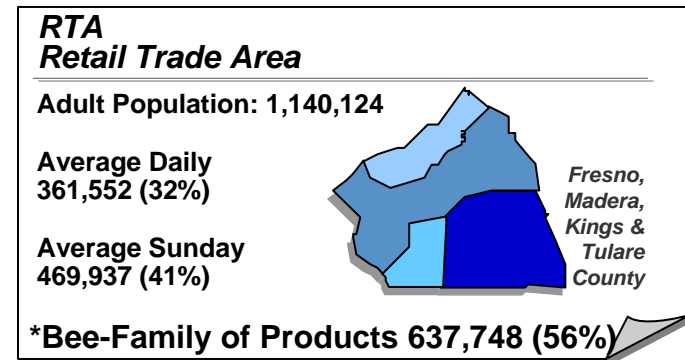 RTA
Retail Trade Area
Adult Population: 1,140,124
Average Daily
361,552 (32%)
Average Sunday
469,937 (41%)
Fresno,
Madera,
Kings &
Tulare
County
*Bee-Family of Products 637,748 (56%)